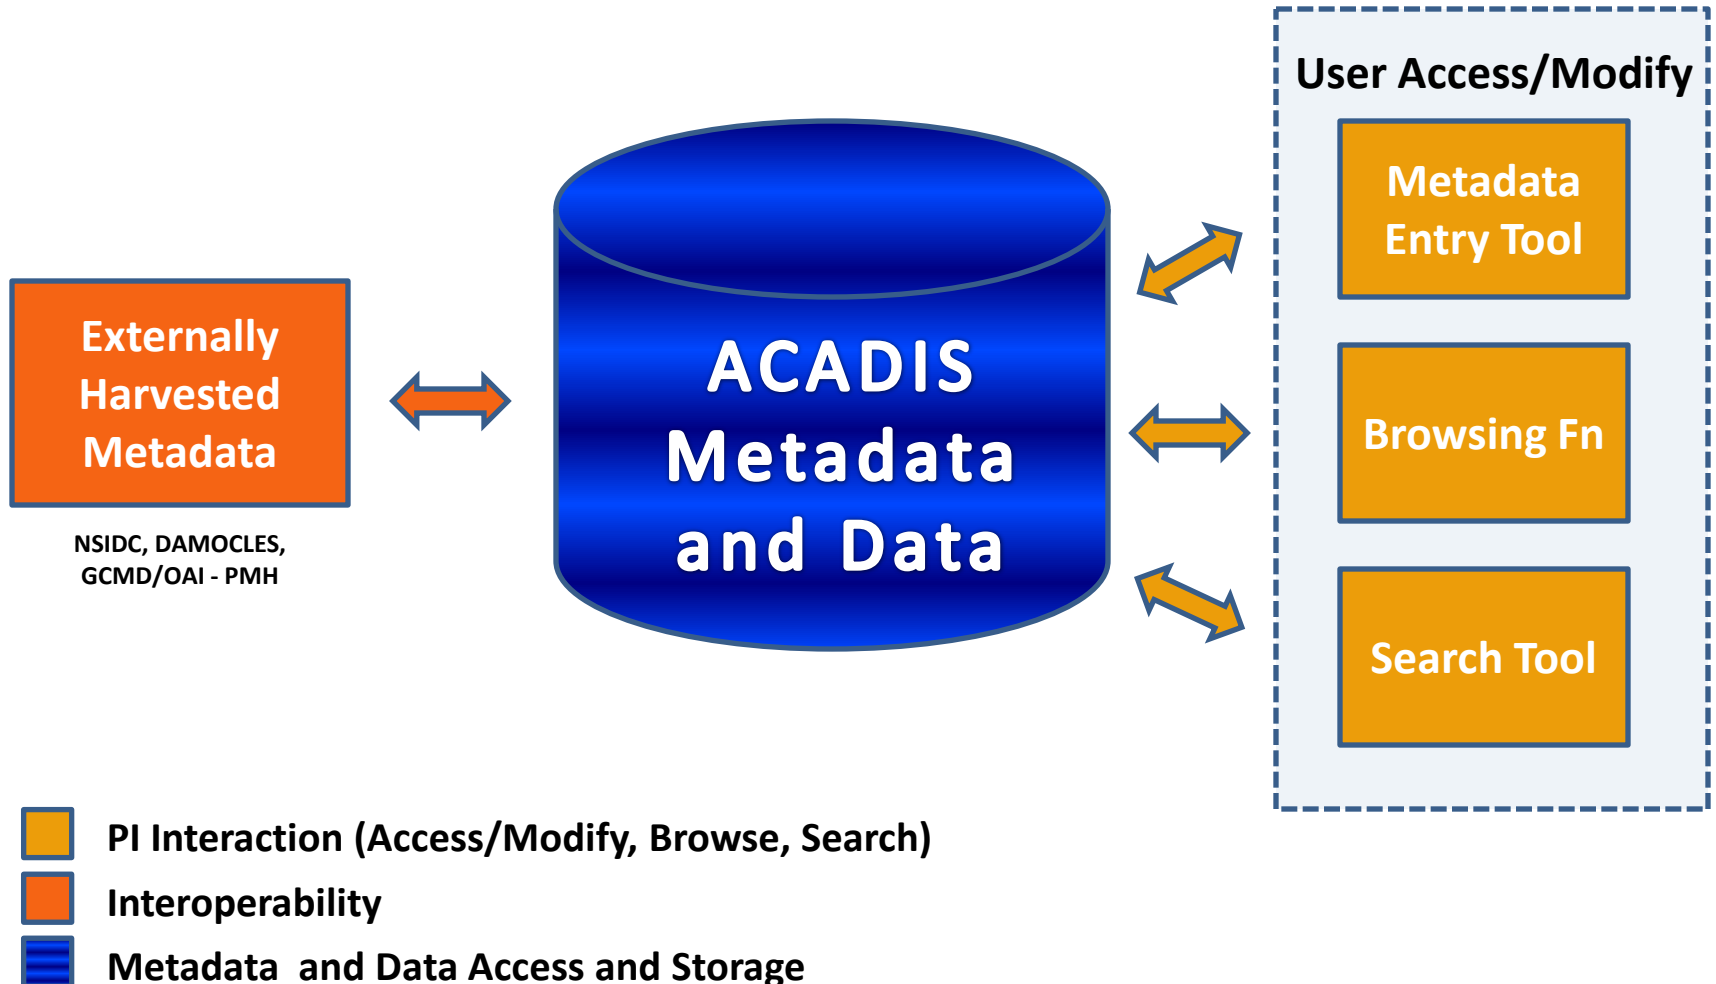 User Access/Modify
Metadata
Entry Tool
Browsing Fn
Search Tool
Externally
Harvested
Metadata
NSIDC, DAMOCLES,
GCMD/OAI - PMH
ACADIS
Metadata
and Data
PI Interaction (Access/Modify, Browse, Search)
Interoperability
Metadata  and Data Access and Storage